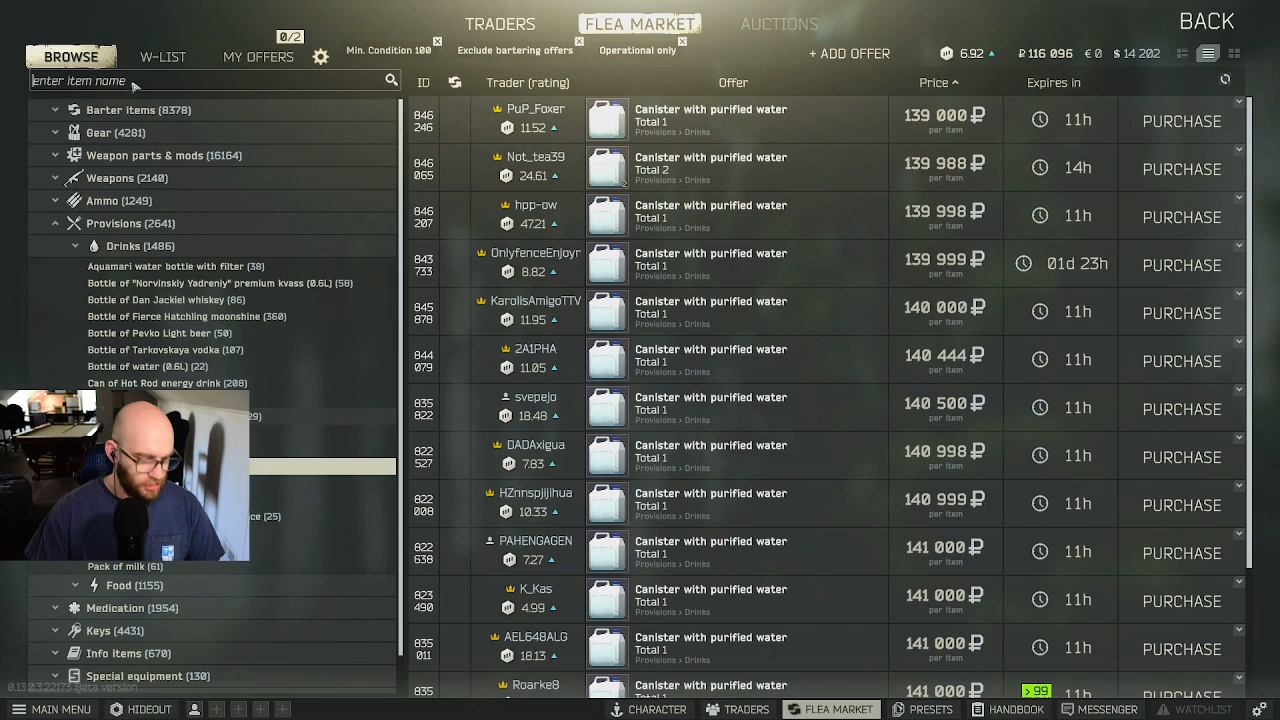 TRADERS
FLEA MARKET
AUCTIONS
BACK
0/2
BROWSE
W-LIST
MY OFFERS
Min. Condition 100
Exclude bartering offers
Operational only
+ ADD OFFER
6.92
₽ 116 096
€ 0
$ 14 202
enter item name
ID
Trader (rating)
Offer
Price
Expires in
Barter items (8378)
Gear (4281)
Weapon parts & mods (16164)
Weapons (2140)
Ammo (1249)
Provisions (2641)
Drinks (1486)
Aquamari water bottle with filter (38)
Bottle of "Norvinskiy Yadreniy" premium kvass (0.6L) (58)
Bottle of Dan Jackiel whiskey (86)
Bottle of Fierce Hatchling moonshine (360)
Bottle of Pevko Light beer (50)
Bottle of Tarkovskaya vodka (107)
Bottle of water (0.6L) (22)
Can of Hot Rod energy drink (208)
29)
ice (25)
Pack of milk (61)
Food (1155)
Medication (1954)
Keys (4431)
Info items (670)
Special equipment (130)
846 246 PuP_Foxer 11.52 Canister with purified water Total 1 Provisions > Drinks 139 000 ₽ per item 11h PURCHASE
846 065 Not_tea39 24.61 2 Canister with purified water Total 2 Provisions > Drinks 139 988 ₽ per item 14h PURCHASE
846 207 hpp-ow 47.21 Canister with purified water Total 1 Provisions > Drinks 139 998 ₽ per item 11h PURCHASE
843 733 OnlyfenceEnjoyr 8.82 Canister with purified water Total 1 Provisions > Drinks 139 999 ₽ per item 01d 23h PURCHASE
845 878 KarolisAmigoTTV 11.95 Canister with purified water Total 1 Provisions > Drinks 140 000 ₽ per item 11h PURCHASE
844 079 2A1PHA 11.05 Canister with purified water Total 1 Provisions > Drinks 140 444 ₽ per item 11h PURCHASE
835 822 svepejo 18.48 Canister with purified water Total 1 Provisions > Drinks 140 500 ₽ per item 11h PURCHASE
822 527 DADAxigua 7.83 Canister with purified water Total 1 Provisions > Drinks 140 998 ₽ per item 11h PURCHASE
822 008 10.33 Canister with purified water Total 1 Provisions > Drinks 140 999 ₽ per item 11h PURCHASE
822 638 PAHENGAGEN 7.27 Canister with purified water Total 1 Provisions > Drinks 141 000 ₽ per item 11h PURCHASE
823 490 K_Kas 4.99 Canister with purified water Total 1 Provisions > Drinks 141 000 ₽ per item 11h PURCHASE
835 011 AEL648ALG 18.13 Canister with purified water Total 1 Provisions > Drinks 141 000 ₽ per item 11h PURCHASE
835 Roarke8 Canister with purified water 141 000 ₽ >99 11h PURCHASE
0.13.0.3.22173 Beta version
MAIN MENU
HIDEOUT
CHARACTER
TRADERS
FLEA MARKET
PRESETS
HANDBOOK
MESSENGER
WATCHLIST